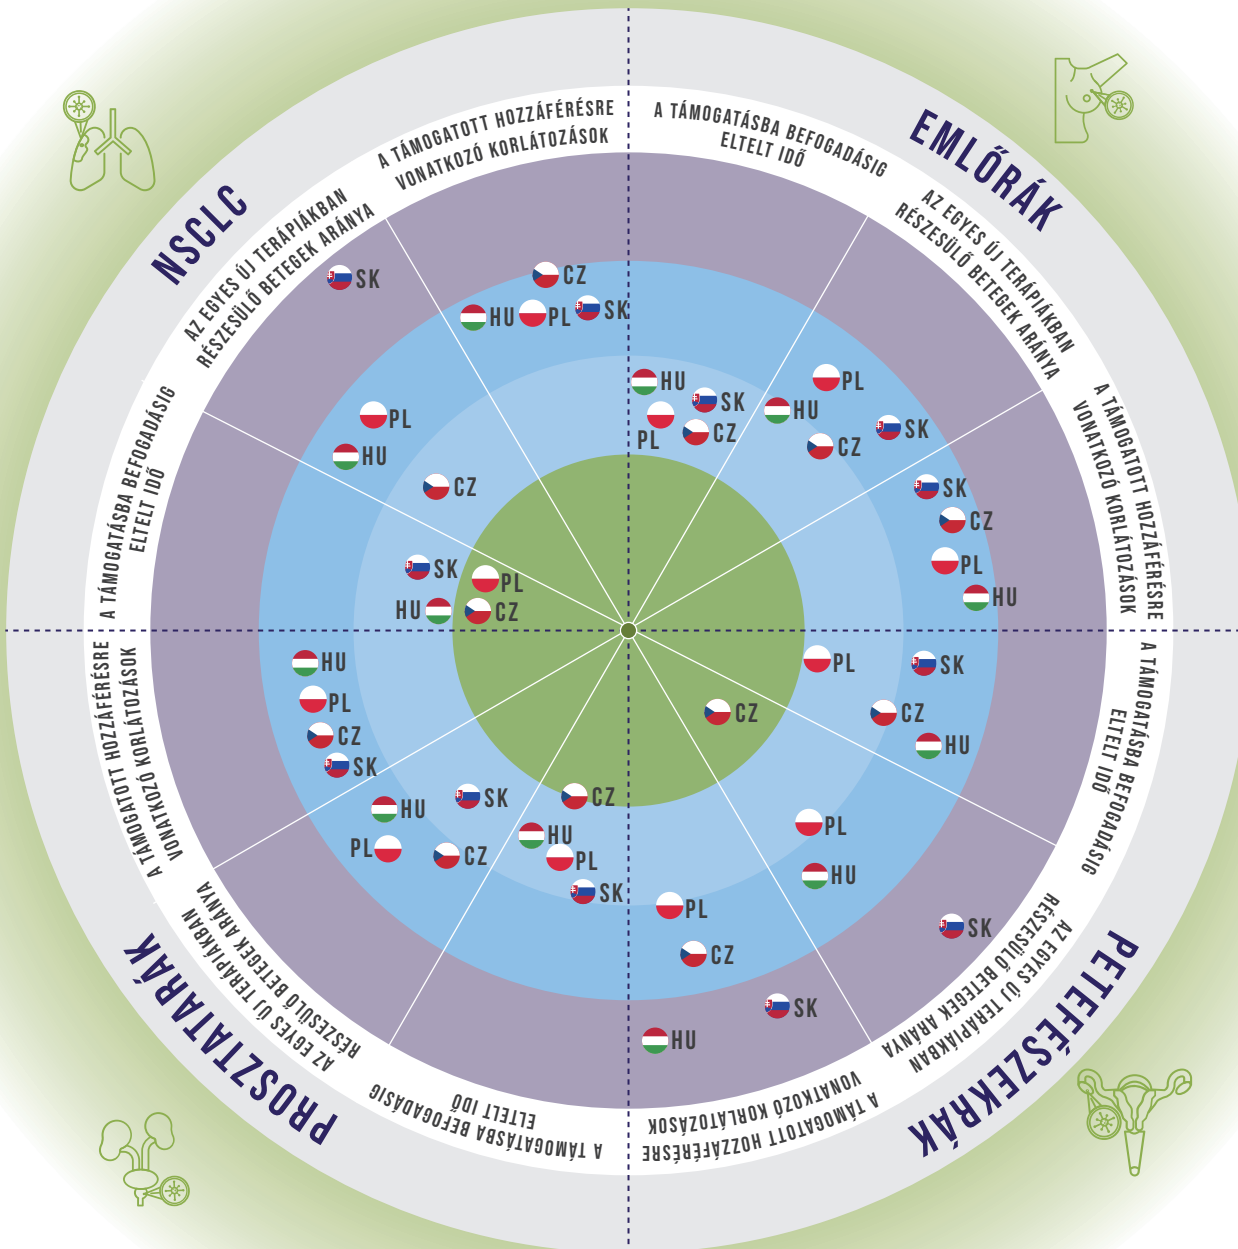 NSCLC
A TÁMOGATOTT HOZZÁFÉRÉSRE
VONATKOZÓ KORLÁTOZÁSOK
CZ
HU
PL
SK
AZ EGYES ÚJ TERÁPIÁKBAN
RÉSZESÜLŐ BETEGEK ARÁNYA
SK
PL
HU
CZ
A TÁMOGATÁSBA BEFOGADÁSIG
ELTELT IDŐ
SK
PL
HU
CZ
EMLŐRÁK
A TÁMOGATÁSBA BEFOGADÁSIG
ELTELT IDŐ
HU
SK
PL
CZ
AZ EGYES ÚJ TERÁPIÁKBAN
RÉSZESÜLŐ BETEGEK ARÁNYA
PL
HU
SK
CZ
A TÁMOGATOTT HOZZÁFÉRÉSRE
VONATKOZÓ KORLÁTOZÁSOK
SK
CZ
PL
HU
PETEFÉSZEKRÁK
A TÁMOGATÁSBA BEFOGADÁSIG
ELTELT IDŐ
PL
SK
CZ
HU
AZ EGYES ÚJ TERÁPIÁKBAN
RÉSZESÜLŐ BETEGEK ARÁNYA
CZ
PL
HU
SK
A TÁMOGATOTT HOZZÁFÉRÉSRE
VONATKOZÓ KORLÁTOZÁSOK
PL
CZ
SK
HU
PROSZTATARÁK
A TÁMOGATÁSBA BEFOGADÁSIG
ELTELT IDŐ
CZ
HU
PL
SK
AZ EGYES ÚJ TERÁPIÁKBAN
RÉSZESÜLŐ BETEGEK ARÁNYA
SK
HU
PL
CZ
A TÁMOGATOTT HOZZÁFÉRÉSRE
VONATKOZÓ KORLÁTOZÁSOK
HU
PL
CZ
SK